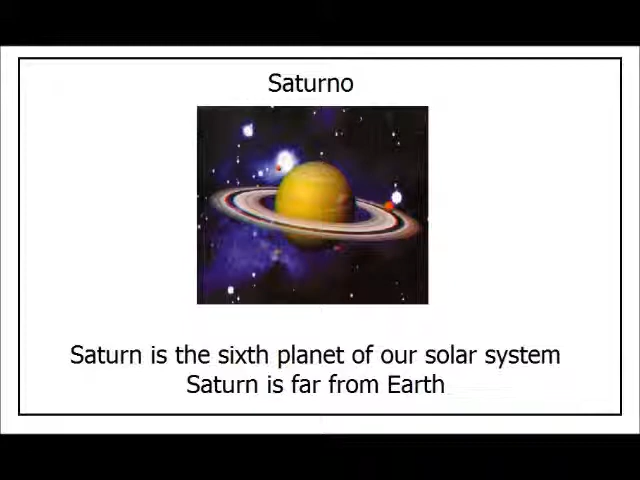 Saturno
Saturn is the sixth planet of our solar system
Saturn is far from Earth